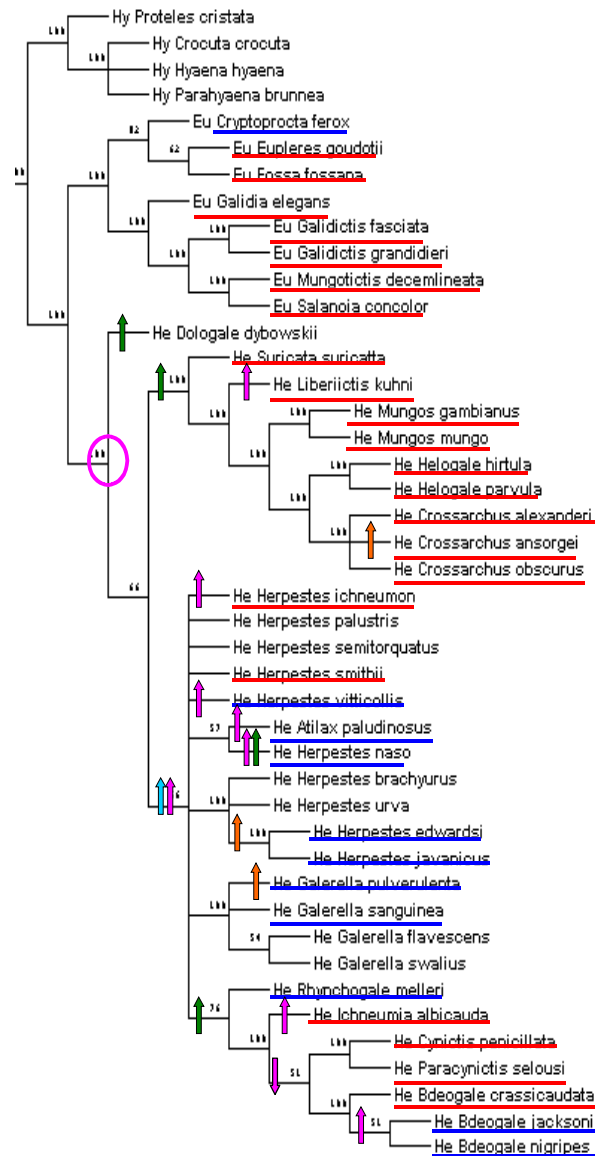 Hy Proteles cristata
Hy Crocuta crocuta
Hy Hyaena hyaena
Hy Parahyaena brunnea
Eu Cryptoprocta ferox
Eu Eupleres goudotii
Eu Fossa fossana
Eu Galidia elegans
Eu Galidictis fasciata
Eu Galidictis grandidieri
Eu Mungotictis decemlineata
Eu Salanoia concolor
He Dologale dybowskii
He Suricata suricatta
He Liberiictis kuhni
He Mungos gambianus
He Mungos mungo
He Helogale hirtula
He Helogale parvula
He Crossarchus alexanderi
He Crossarchus ansorgei
He Crossarchus obscurus
66
He Herpestes ichneumon
He Herpestes palustris
He Herpestes semitorquatus
He Herpestes smithii
He Herpestes vitticollis
He Atilax paludinosus
He Herpestes naso
He Herpestes brachyurus
He Herpestes urva
He Herpestes edwardsi
He Herpestes javanicus
He Galerella pulverulenta
He Galerella sanguinea
He Galerella flavescens
He Galerella swalius
He Rhynchogale melleri
He Ichneumia albicauda
He Cynictis penicillata
He Paracynictis selousi
He Bdeogale crassicaudata
He Bdeogale jacksoni
He Bdeogale nigripes